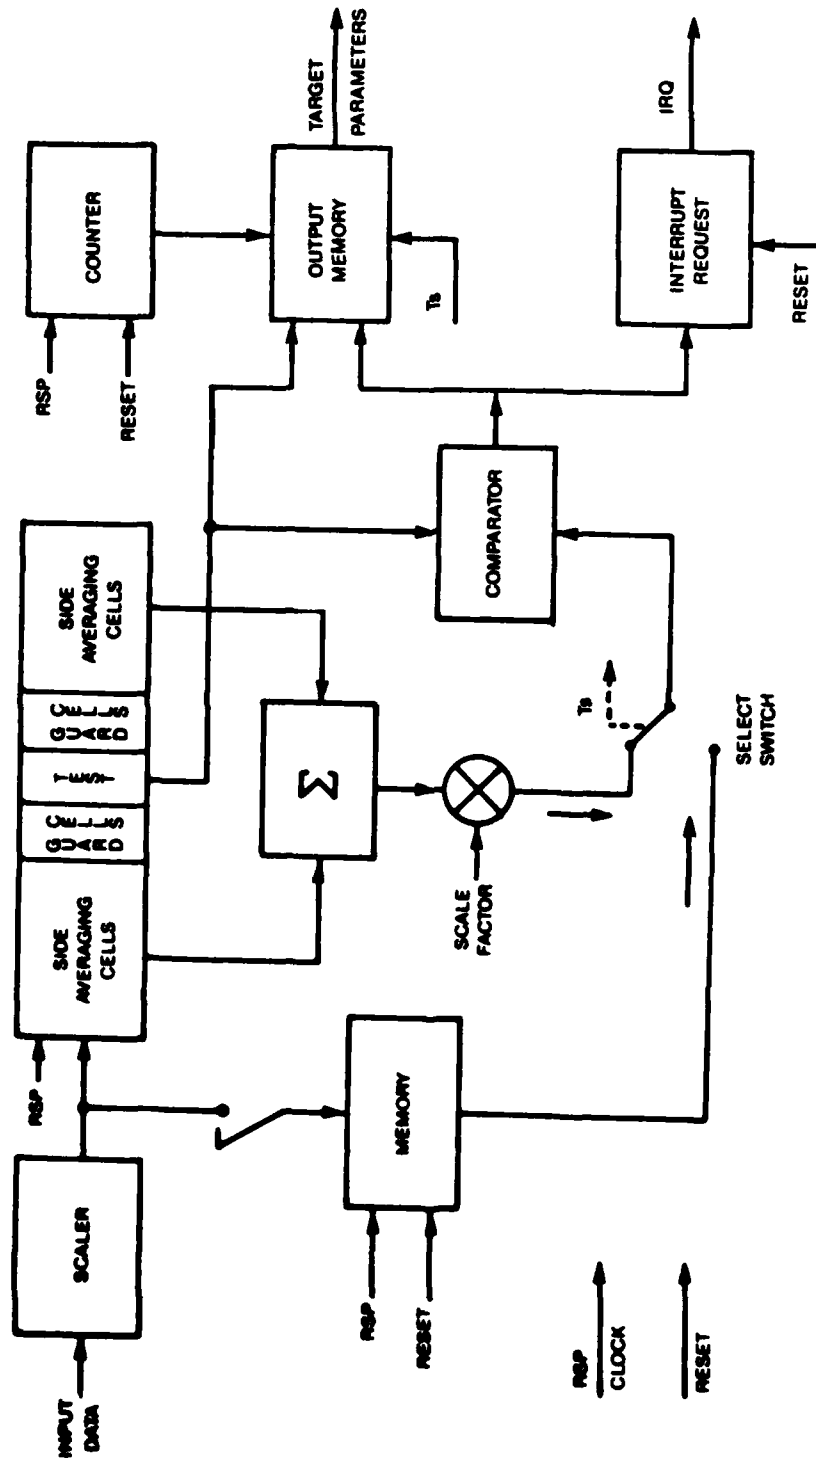 INPUT
DATA
SCALER
RSP
SIDE
AVERAGING
CELLS
GUARD
CELLS
TEST
GUARD
CELLS
SIDE
AVERAGING
CELLS
RSP
RESET
COUNTER
Σ
SCALE
FACTOR
RSP
RESET
MEMORY
Ts
SELECT
SWITCH
COMPARATOR
Ts
OUTPUT
MEMORY
TARGET
PARAMETERS
INTERRUPT
REQUEST
RESET
IRQ
RSP
CLOCK
RESET